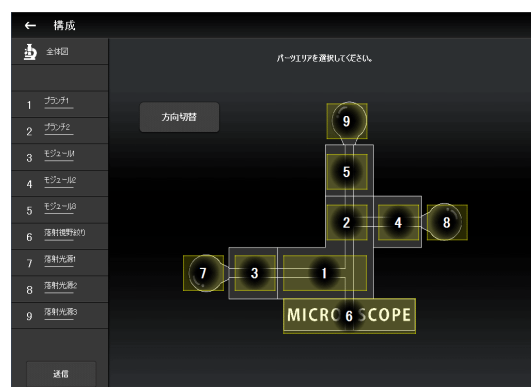 ← 構成
全体図
パーツエリアを選択してください。
1 ブランチ1
2 ブランチ2
3 モジュール1
4 モジュール2
5 モジュール3
6 落射視野絞り
7 落射光源1
8 落射光源2
9 落射光源3
送信
方向切替
9
5
2 4 8
7 3 1
MICRO 6 SCOPE